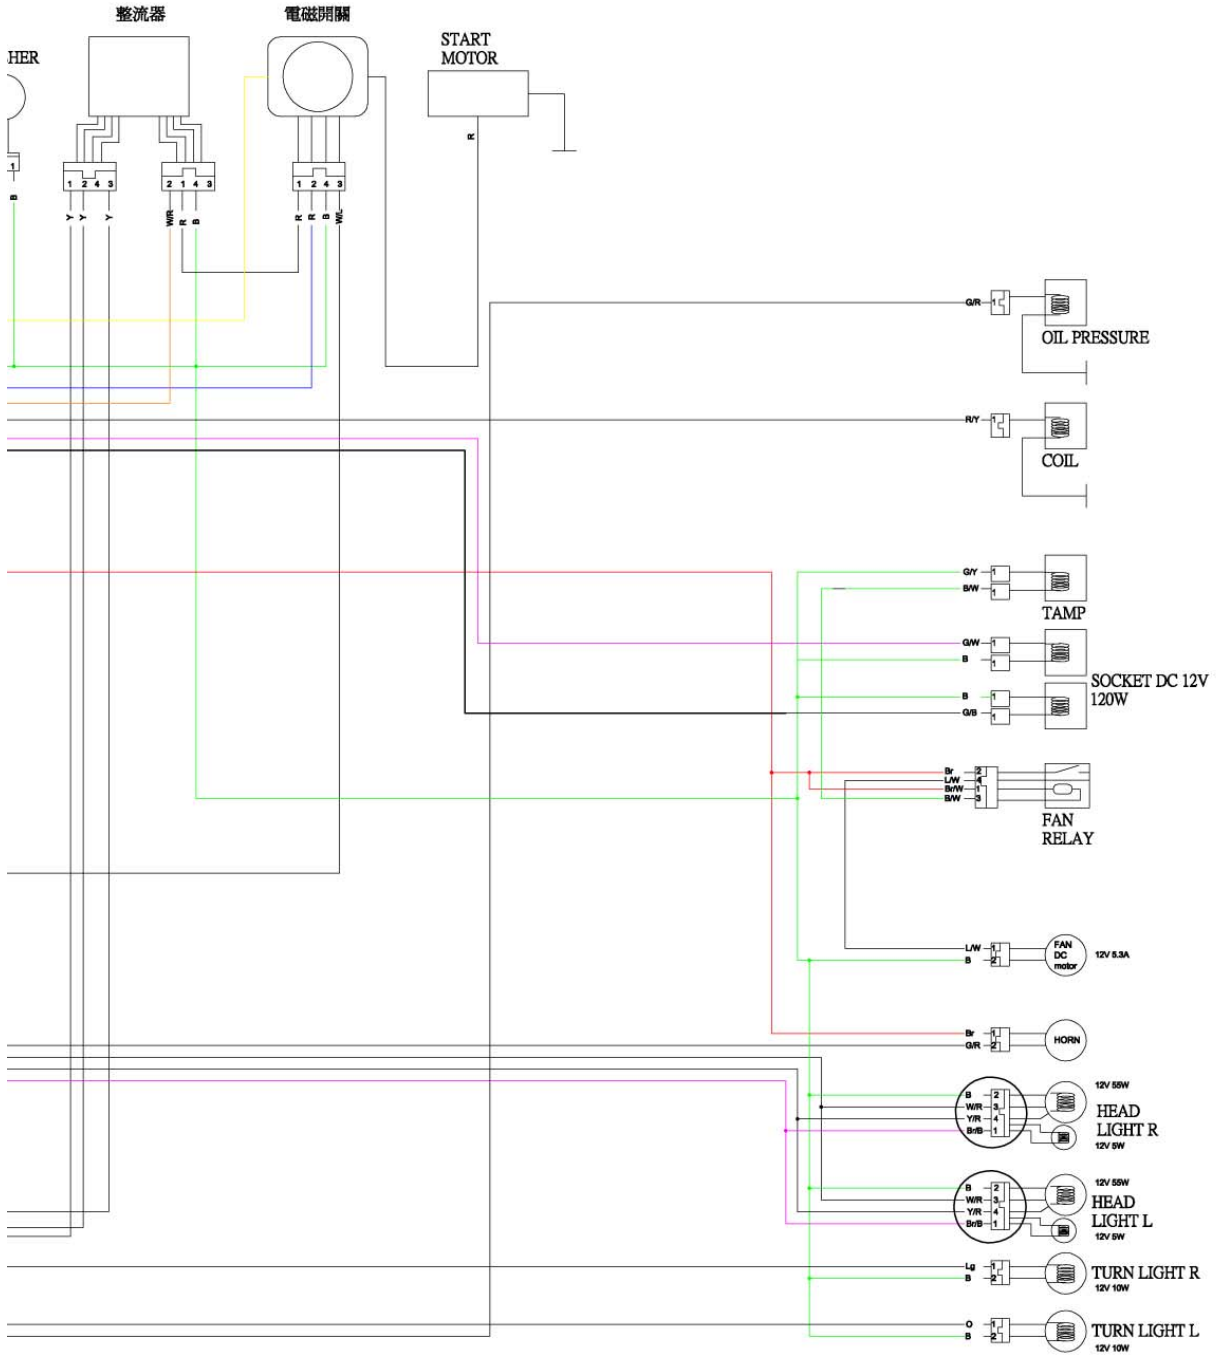 整流器
電磁開關
START
MOTOR
HER
R
1
B
1 2 4 3
2 1 4 3
1 2 4 3
Y
Y
Y
W/R
R
B
R
R
B
W/L
G/R
1
OIL PRESSURE
R/Y
1
COIL
G/Y
1
B/W
1
TAMP
G/W
1
B
1
SOCKET DC 12V
120W
B
1
G/B
1
Br
2
L/W
4
Br/W
1
B/W
3
FAN
RELAY
L/W
1
B
2
FAN
DC
motor
12V 5.3A
Br
1
G/R
2
HORN
12V 55W
B
2
W/R
3
Y/R
4
Br/B
1
HEAD
LIGHT R
12V 5W
12V 55W
B
2
W/R
3
Y/R
4
Br/B
1
HEAD
LIGHT L
12V 5W
Lg
1
B
2
TURN LIGHT R
12V 10W
O
1
B
2
TURN LIGHT L
12V 10W